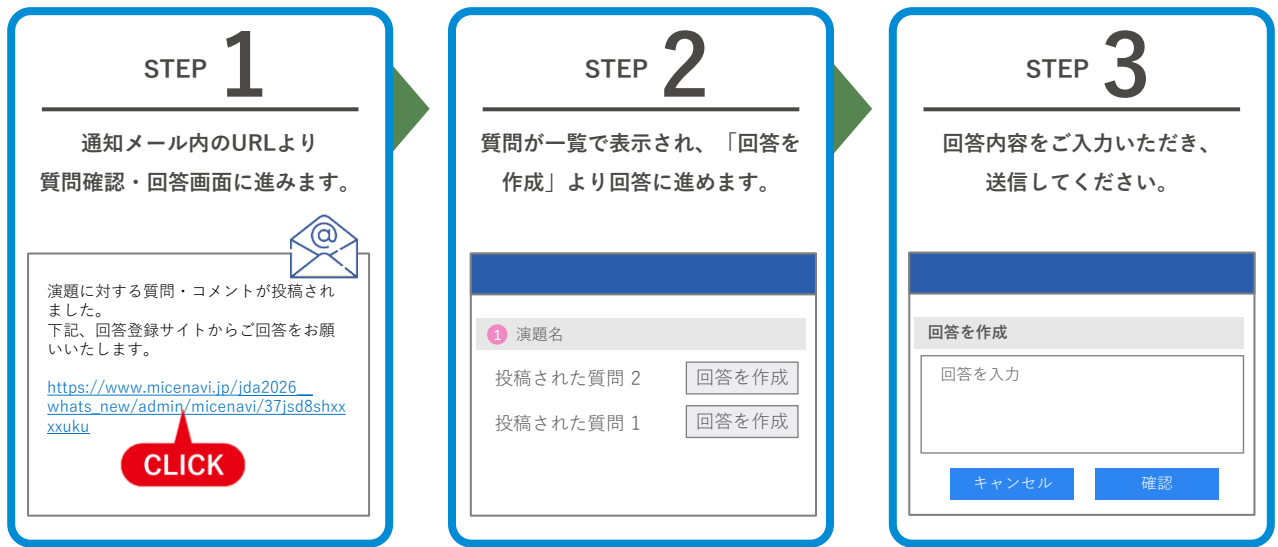 STEP 1
通知メール内のURLより
質問確認・回答画面に進みます。
@
演題に対する質問・コメントが投稿され
ました。
下記、回答登録サイトからご回答をお願
いいたします。
https://www.micenavi.jp/jda2026__
whats_new/admin/micenavi/37jsd8shxx
xxuku
CLICK
STEP 2
質問が一覧で表示され、「回答を
作成」より回答に進めます。
1 演題名
投稿された質問 2 回答を作成
投稿された質問 1 回答を作成
STEP 3
回答内容をご入力いただき、
送信してください。
回答を作成
回答を入力
キャンセル 確認